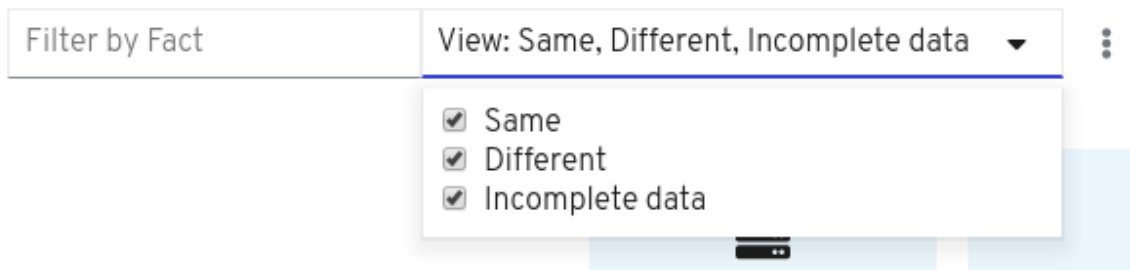 Filter by Fact
View: Same, Different, Incomplete data
Same
Different
Incomplete data